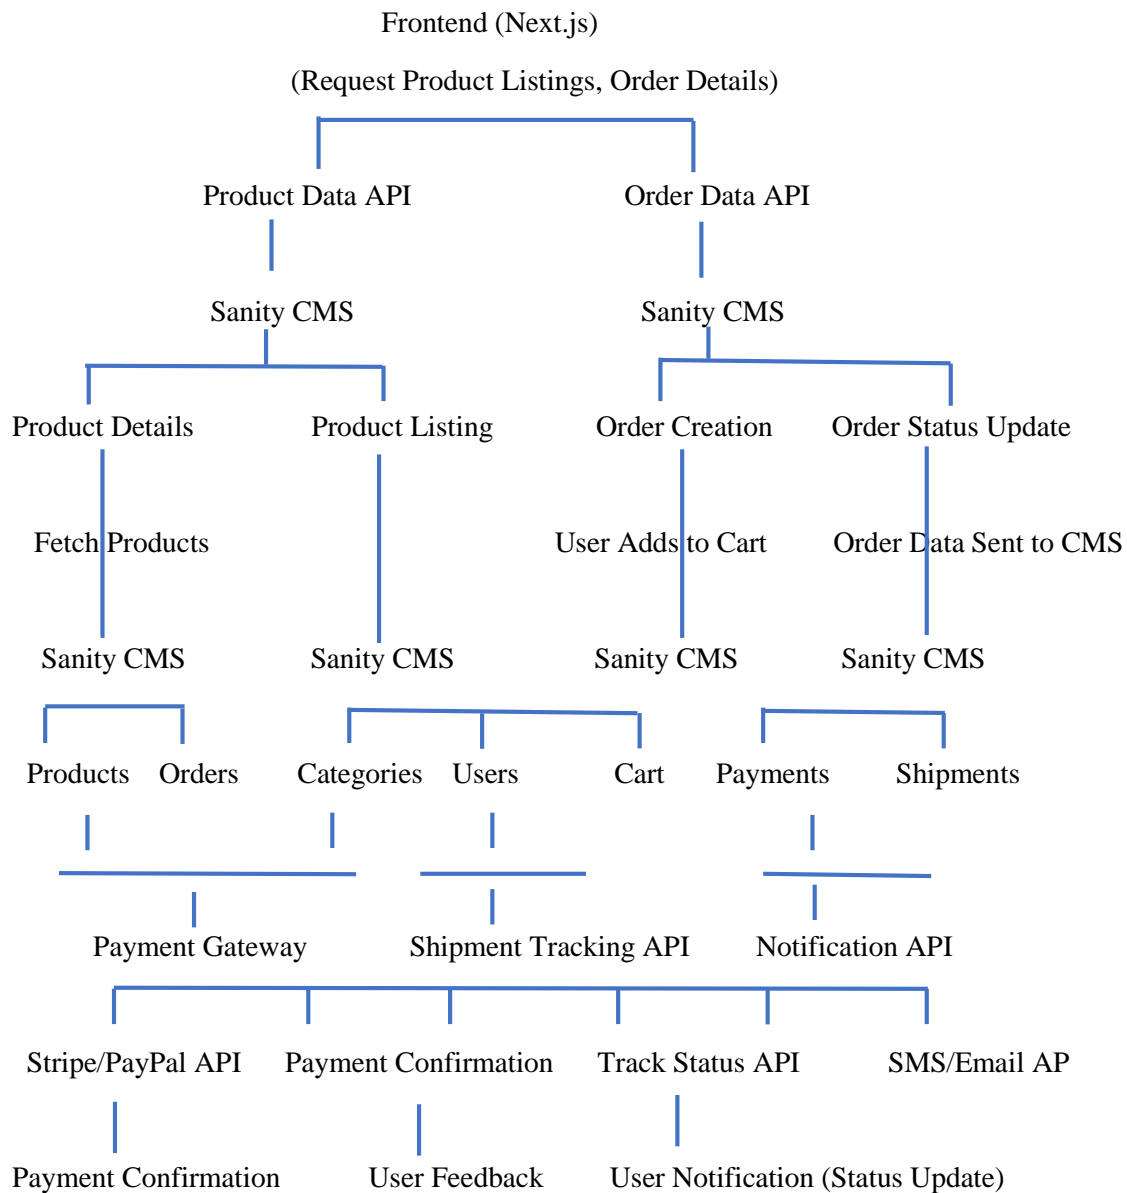 Frontend (Next.js)
(Request Product Listings, Order Details)
Product Data API Order Data API
Sanity CMS Sanity CMS
Product Details Product Listing Order Creation Order Status Update
Fetch Products User Adds to Cart Order Data Sent to CMS
Sanity CMS Sanity CMS Sanity CMS Sanity CMS
Products Orders Categories Users Cart Payments Shipments
Payment Gateway Shipment Tracking API Notification API
Stripe/PayPal API Payment Confirmation Track Status API SMS/Email AP
Payment Confirmation User Feedback User Notification (Status Update)